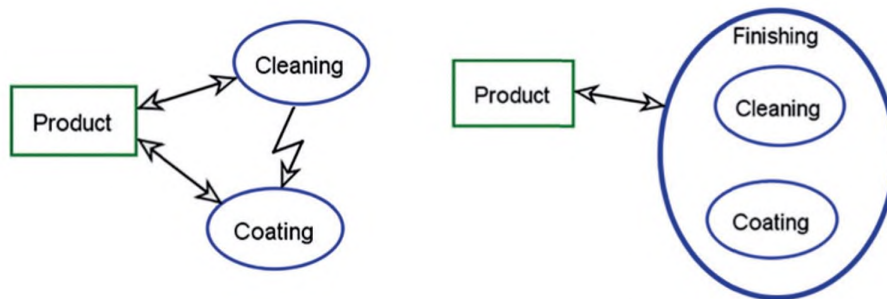 Cleaning
Product
Coating
Finishing
Product
Cleaning
Coating